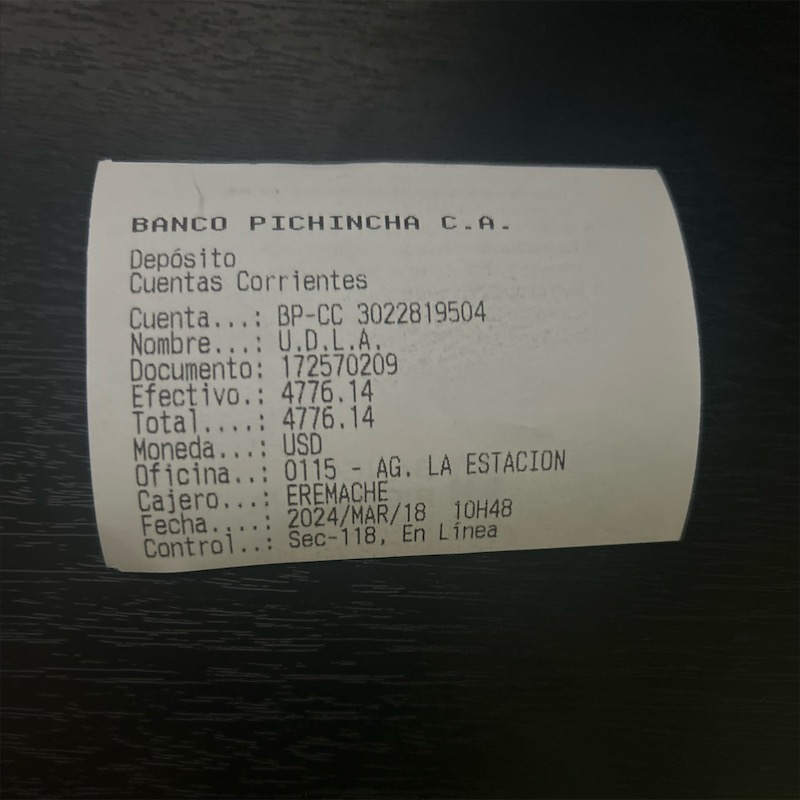 BANCO PICHINCHA C.A.
Depósito
Cuentas Corrientes
Cuenta...: BP-CC 3022819504
Nombre...: U.D.L.A.
Documento: 172570209
Efectivo.: 4776.14
Total....: 4776.14
Moneda...: USD
Oficina..: 0115 - AG. LA ESTACION
Cajero...: EREMACHE
Fecha....: 2024/MAR/18 10H48
Control..: Sec-118, En Línea